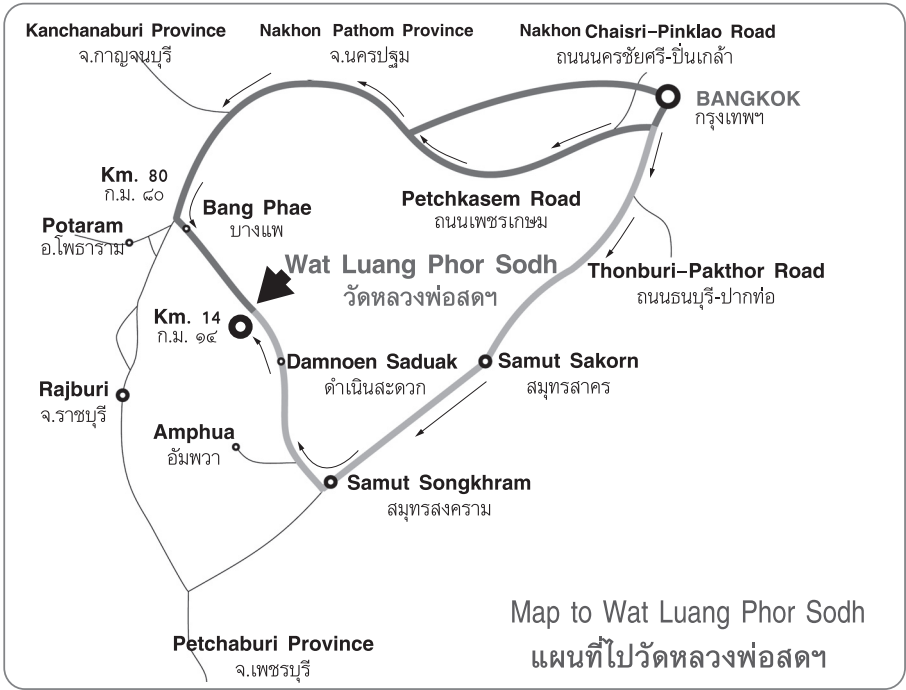 Kanchanaburi Province
จ.กาญจนบุรี
Nakhon Pathom Province
จ.นครปฐม
Nakhon Chaisri-Pinklao Road
ถนนนครชัยศรี-ปิ่นเกล้า
BANGKOK
กรุงเทพฯ
Km. 80
ก.ม. ๘๐
Potaram
อ.โพธาราม
Bang Phae
บางแพ
Petchkasem Road
ถนนเพชรเกษม
Wat Luang Phor Sodh
วัดหลวงพ่อสดฯ
Thonburi-Pakthor Road
ถนนธนบุรี-ปากท่อ
Km. 14
ก.ม. ๑๔
Damnoen Saduak
ดำเนินสะดวก
Samut Sakorn
สมุทรสาคร
Rajburi
จ.ราชบุรี
Amphua
อัมพวา
Samut Songkhram
สมุทรสงคราม
Petchaburi Province
จ.เพชรบุรี
Map to Wat Luang Phor Sodh
แผนที่ไปวัดหลวงพ่อสดฯ